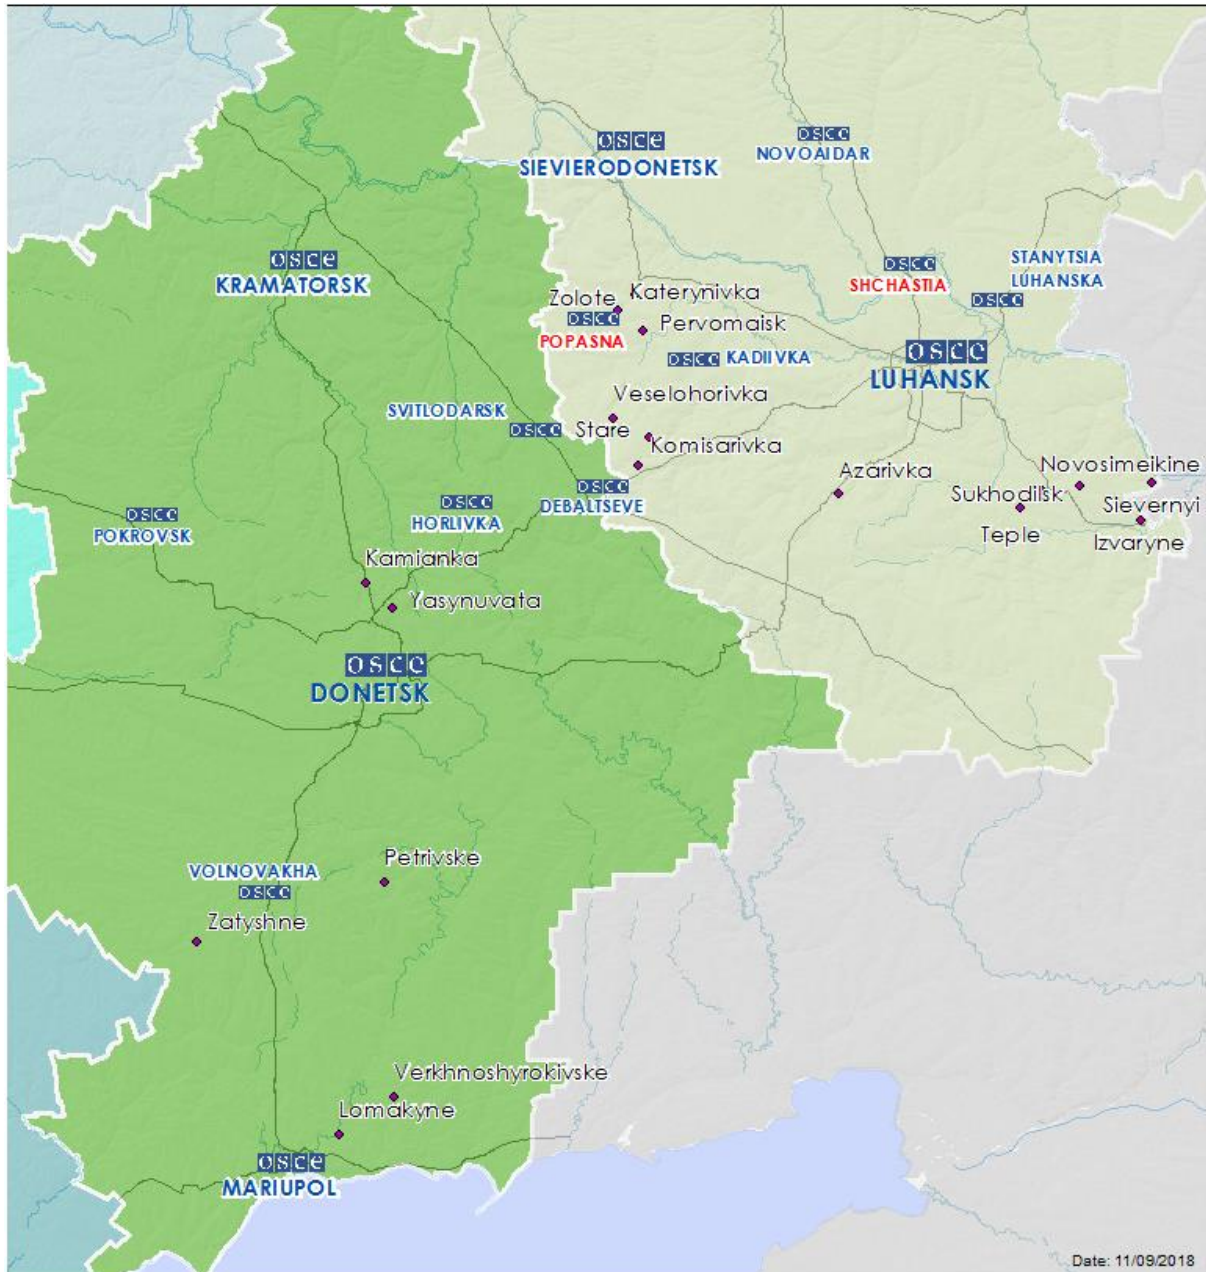 OSCE
SIEVIERODONETSK
OSCE
NOVOAIDAR
OSCE
KRAMATORSK
OSCE
SHCHASTIA
STANYTSIA
LUHANSKA
OSCE
Zolote
Katerynivka
OSCE
POPASNA
Pervomaisk
OSCE KADIIVKA
OSCE
LUHANSK
Veselohorivka
SVITLODARSK
OSCE
Stare
Komisarivka
Azarivka
Novosimeikine
Sukhodilsk
Sievernyi
Teple
Izvaryne
OSCE
DEBALTSEVE
OSCE
HORLIVKA
OSCE
POKROVSK
Kamianka
Yasynuvata
OSCE
DONETSK
Petrivske
VOLNOVAKHA
OSCE
Zatyshne
Verkhnoshyrokivske
Lomakyne
OSCE
MARIUPOL
Date: 11/09/2018